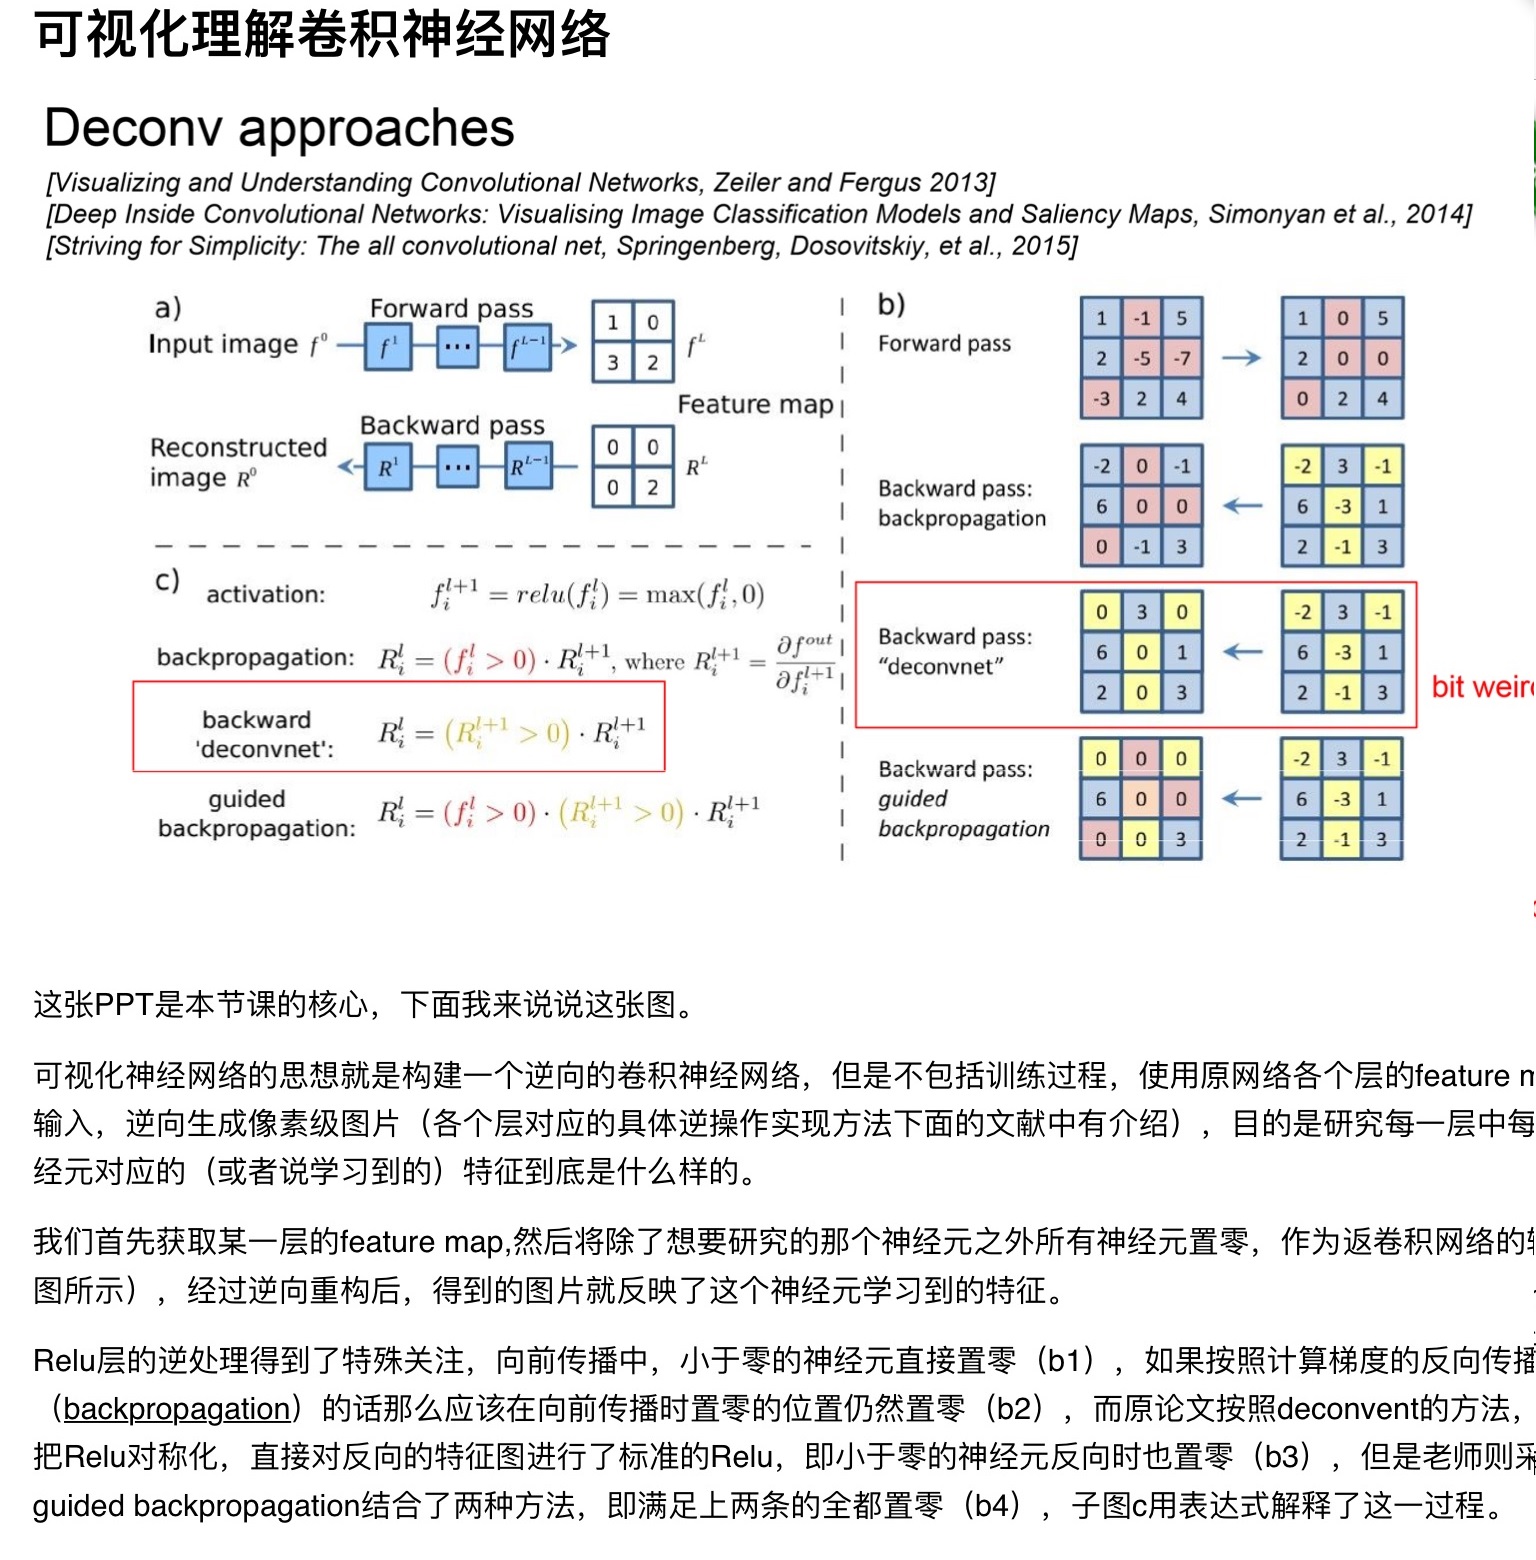 可视化理解卷积神经网络
Deconv approaches
[Visualizing and Understanding Convolutional Networks, Zeiler and Fergus 2013]
[Deep Inside Convolutional Networks: Visualising Image Classification Models and Saliency Maps, Simonyan et al., 2014]
[Striving for Simplicity: The all convolutional net, Springenberg, Dosovitskiy, et al., 2015]
a)
Forward pass
Input image f⁰
f¹ ... f^{L-1}
1 0
3 2
f^L
Feature map
Backward pass
Reconstructed
image R⁰
R¹ ... R^{L-1}
0 0
0 2
R^L
c)
activation: f_i^{l+1} = relu(f_i^l) = max(f_i^l, 0)
backpropagation: R_i^l = (f_i^l > 0) · R_i^{l+1}, where R_i^{l+1} = ∂f^{out} / ∂f_i^{l+1}
backward
'deconvnet':
R_i^l = (R_i^{l+1} > 0) · R_i^{l+1}
guided
backpropagation:
R_i^l = (f_i^l > 0) · (R_i^{l+1} > 0) · R_i^{l+1}
b)
Forward pass
1 -1 5
2 -5 -7
-3 2 4
1 0 5
2 0 0
0 2 4
Backward pass:
backpropagation
-2 0 -1
6 0 0
0 -1 3
-2 3 -1
6 -3 1
2 -1 3
Backward pass:
“deconvnet”
0 3 0
6 0 1
2 0 3
-2 3 -1
6 -3 1
2 -1 3
bit
Backward pass:
guided
backpropagation
0 0 0
6 0 0
0 0 3
-2 3 -1
6 -3 1
2 -1 3
这张PPT是本节课的核心，下面我来说说这张图。
可视化神经网络的思想就是构建一个逆向的卷积神经网络，但是不包括训练过程，使用原网络各个层的feature
输入，逆向生成像素级图片（各个层对应的具体逆操作实现方法下面的文献中有介绍），目的是研究每一层中每
经元对应的（或者说学习到的）特征到底是什么样的。
我们首先获取某一层的feature map,然后将除了想要研究的那个神经元之外所有神经元置零，作为返卷积网络的
图所示），经过逆向重构后，得到的图片就反映了这个神经元学习到的特征。
Relu层的逆处理得到了特殊关注，向前传播中，小于零的神经元直接置零（b1），如果按照计算梯度的反向传播
（backpropagation）的话那么应该在向前传播时置零的位置仍然置零（b2），而原论文按照deconvent的方法，
把Relu对称化，直接对反向的特征图进行了标准的Relu，即小于零的神经元反向时也置零（b3），但是老师则采
guided backpropagation结合了两种方法，即满足上两条的全都置零（b4），子图c用表达式解释了这一过程。